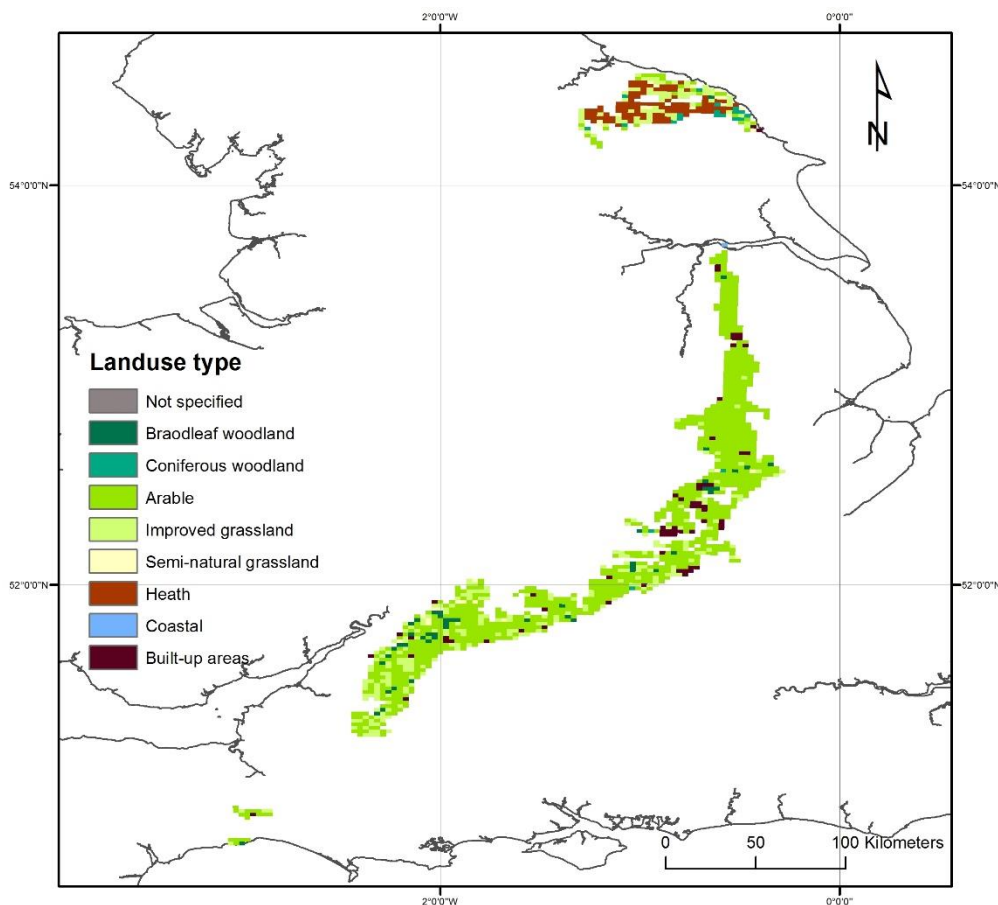 2°0'0"W
0°0'0"
N
54°0'0"N
54°0'0"N
Landuse type
Not specified
Braodleaf woodland
Coniferous woodland
Arable
Improved grassland
Semi-natural grassland
Heath
Coastal
Built-up areas
52°0'0"N
52°0'0"N
0 50 100 Kilometers
2°0'0"W
0°0'0"